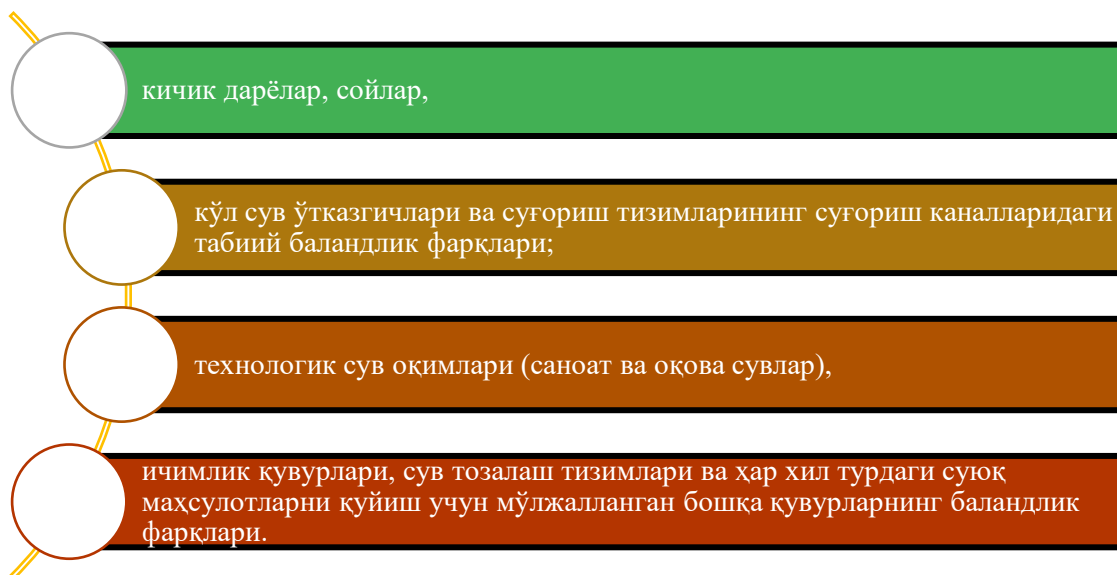 кичик дарёлар, сойлар,
кўл сув ўтказгичлари ва суғориш тизимларининг суғориш каналларидаги
табиий баландлик фарқлари;
технологик сув оқимлари (саноат ва оқова сувлар),
ичимлик қувурлари, сув тозалаш тизимлари ва ҳар хил турдаги суюқ
маҳсулотларни қуйиш учун мўлжалланган бошқа қувурларнинг баландлик
фарқлари.